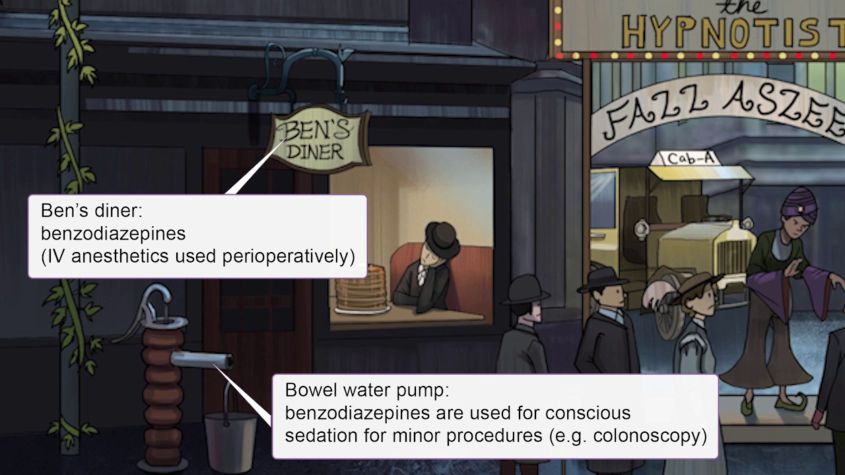 the
HYPNOTIST
FAZZ ASZEE
Cab-A
BEN'S
DINER
Ben's diner:
benzodiazepines
(IV anesthetics used perioperatively)
Bowel water pump:
benzodiazepines are used for conscious
sedation for minor procedures (e.g. colonoscopy)